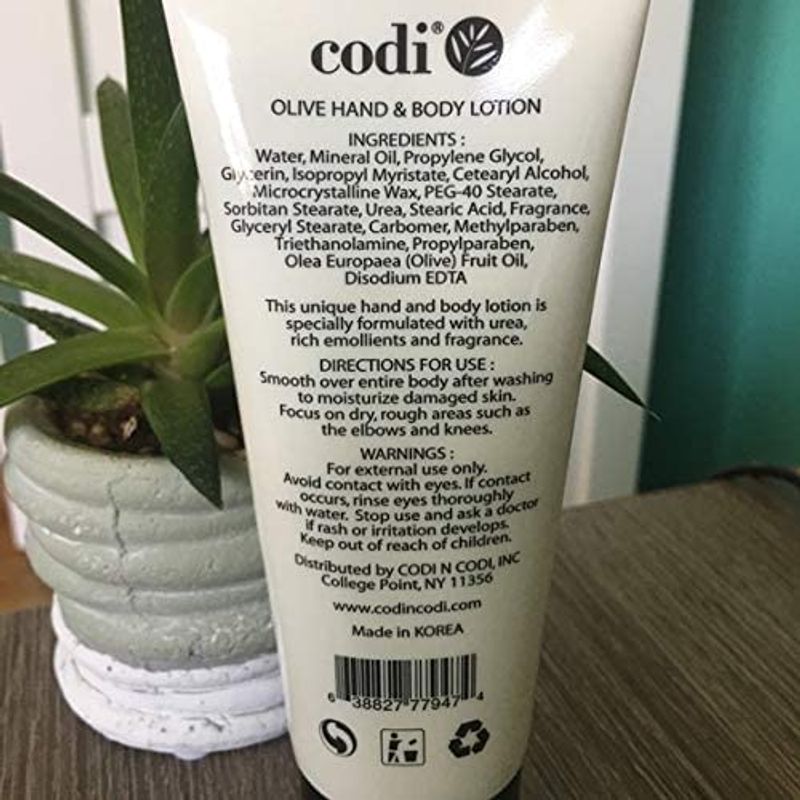 codi®
OLIVE HAND & BODY LOTION
INGREDIENTS :
Water, Mineral Oil, Propylene Glycol,
Glycerin, Isopropyl Myristate, Cetearyl Alcohol,
Microcrystalline Wax, PEG-40 Stearate,
Sorbitan Stearate, Urea, Stearic Acid, Fragrance,
Glyceryl Stearate, Carbomer, Methylparaben,
Triethanolamine, Propylparaben,
Olea Europaea (Olive) Fruit Oil,
Disodium EDTA
This unique hand and body lotion is
specially formulated with urea,
rich emollients and fragrance.
DIRECTIONS FOR USE :
Smooth over entire body after washing
to moisturize damaged skin.
Focus on dry, rough areas such as
the elbows and knees.
WARNINGS :
For external use only.
Avoid contact with eyes. If contact
occurs, rinse eyes thoroughly
with water. Stop use and ask a doctor
if rash or irritation develops.
Keep out of reach of children.
Distributed by CODI N CODI, INC
College Point, NY 11356
www.codincodi.com
Made in KOREA
6 38827 77947 4